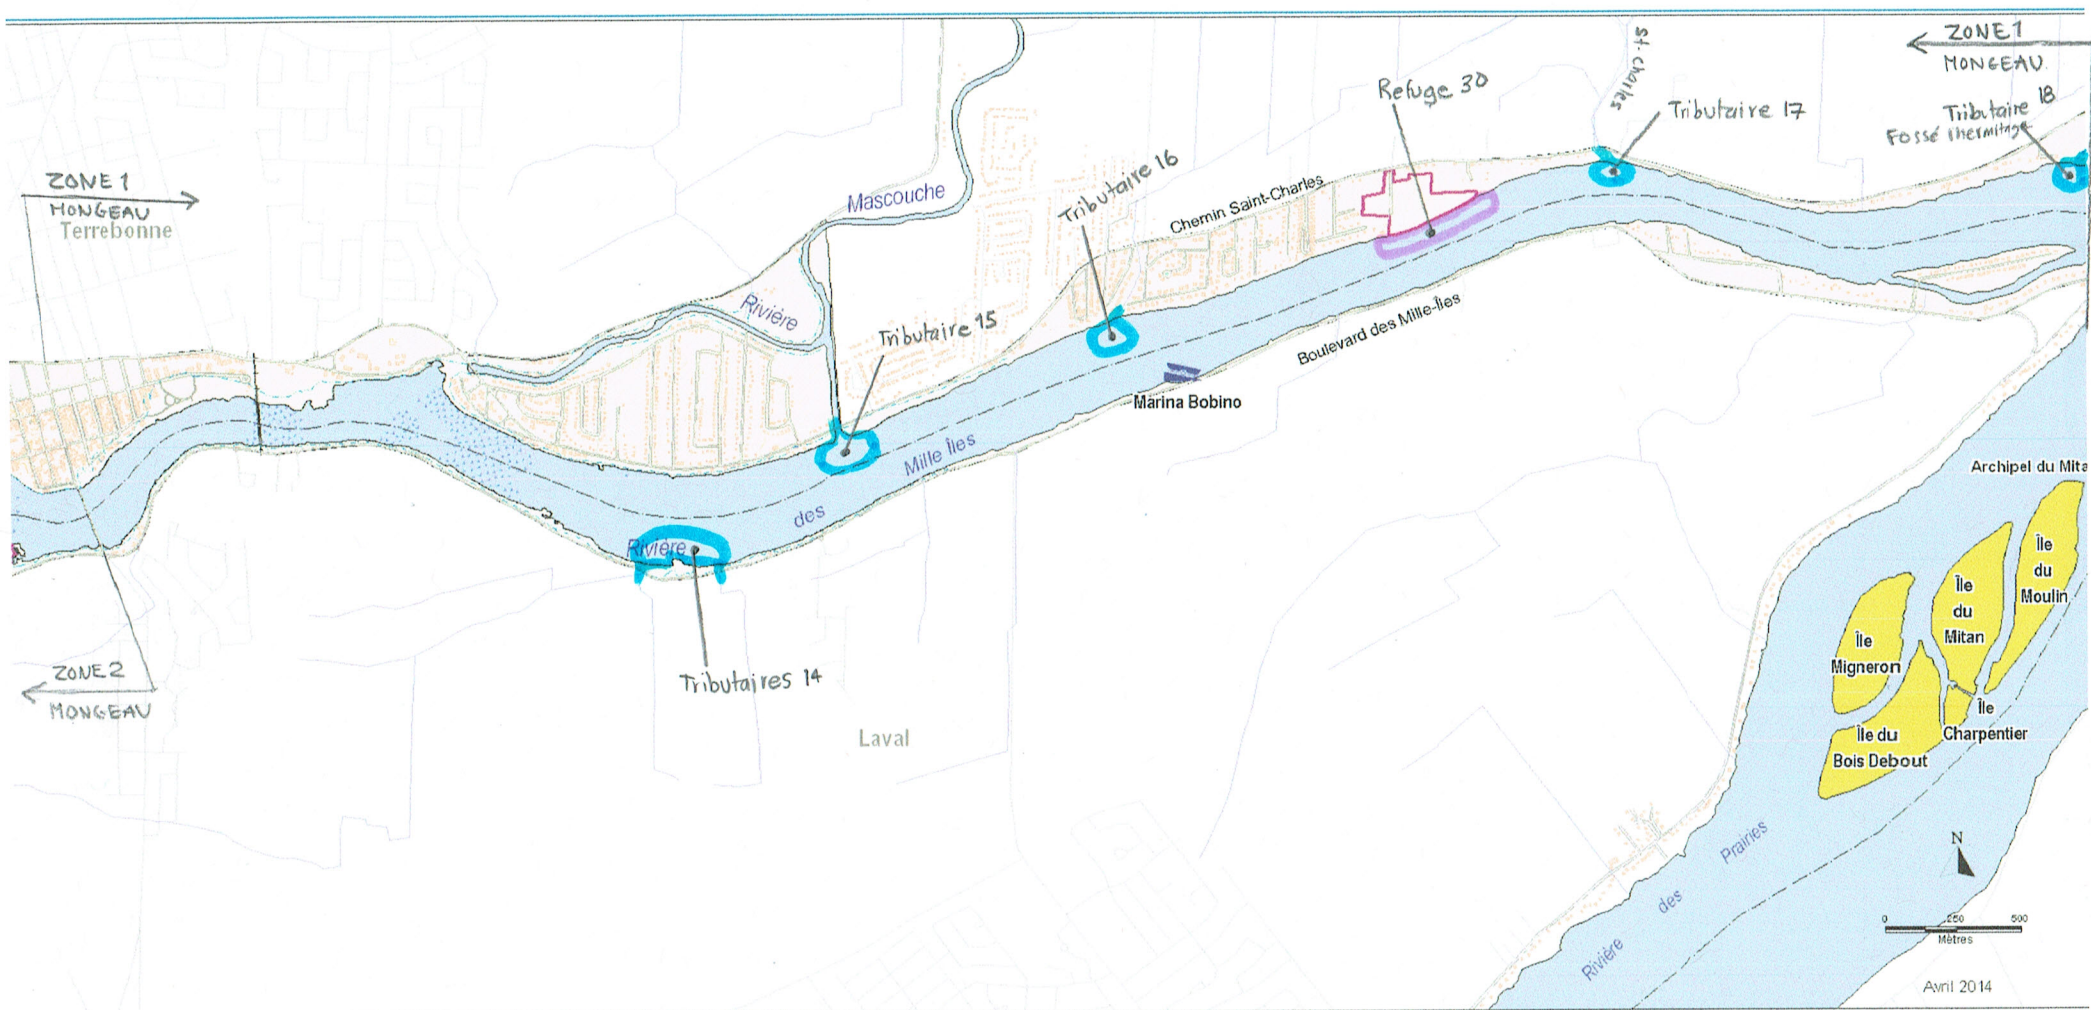 ZONE 1
MONGEAU
Terrebonne
ZONE 2
MONGEAU
Mascouche
Rivière
Tributaire 15
Tributaire 16
Chemin Saint-Charles
Refuge 30
St-Charles
Tributaire 17
ZONE 1
MONGEAU
Tributaire 18
Fossé lhermitage
Marina Bobino
Boulevard des Mille-Îles
Rivière
des
Mille Îles
Tributaires 14
Laval
Archipel du Mita
Île
du
Moulin
Île
du
Mitan
Île
Migneron
Île
Charpentier
Île du
Bois Debout
Rivière
des
Prairies
N
0 250 500
Mètres
Avril 2014